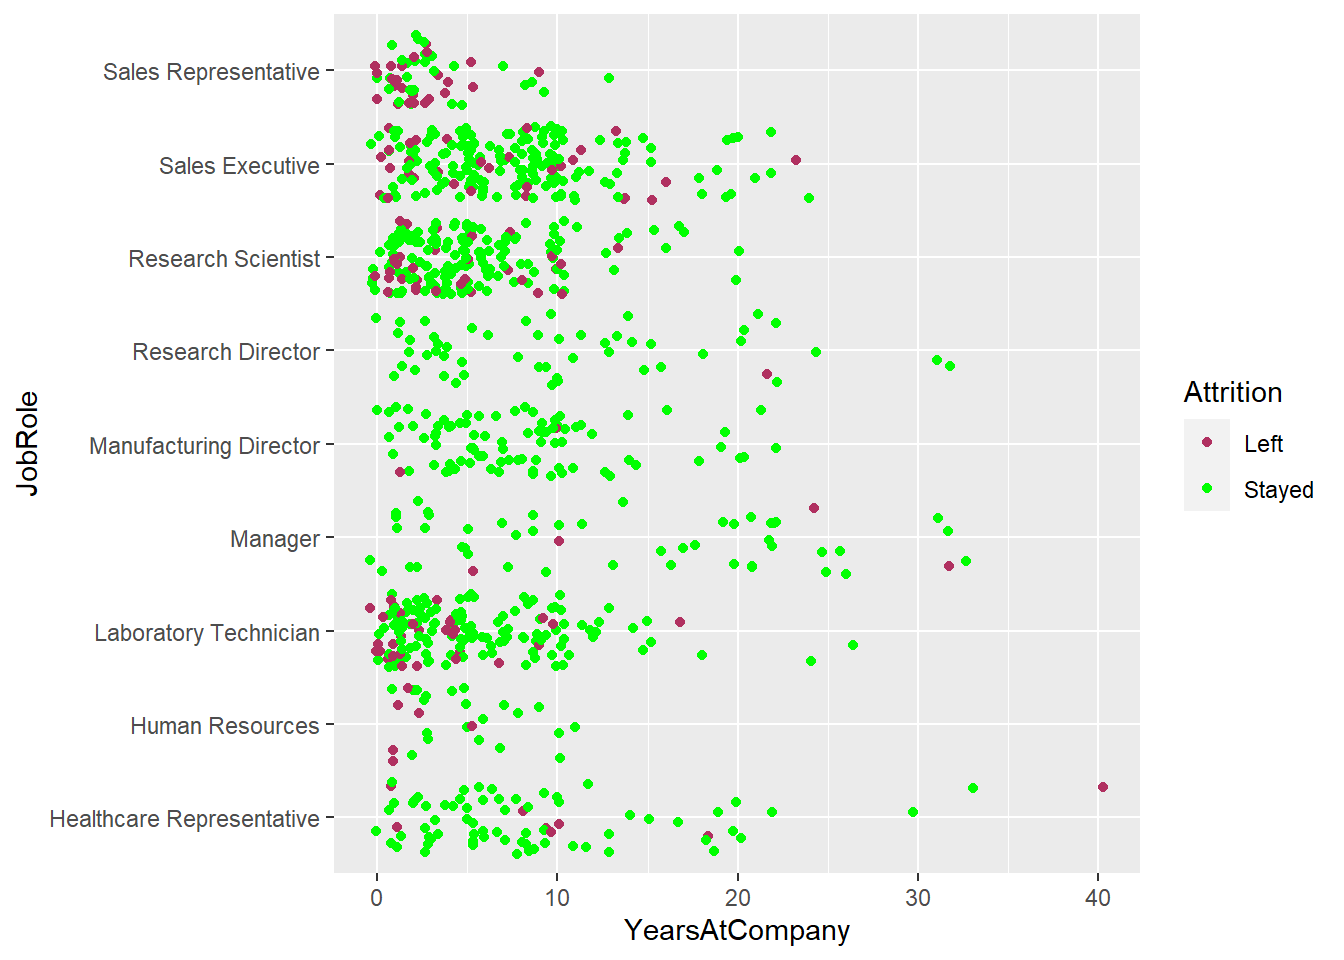 JobRole
Sales Representative
Sales Executive
Research Scientist
Research Director
Manufacturing Director
Manager
Laboratory Technician
Human Resources
Healthcare Representative
0 10 20 30 40
YearsAtCompany
Attrition
Left
Stayed